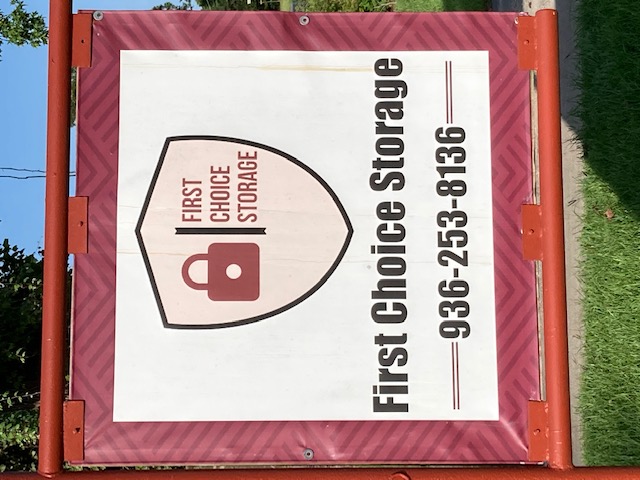 FIRST
CHOICE
STORAGE
First Choice Storage
936-253-8136